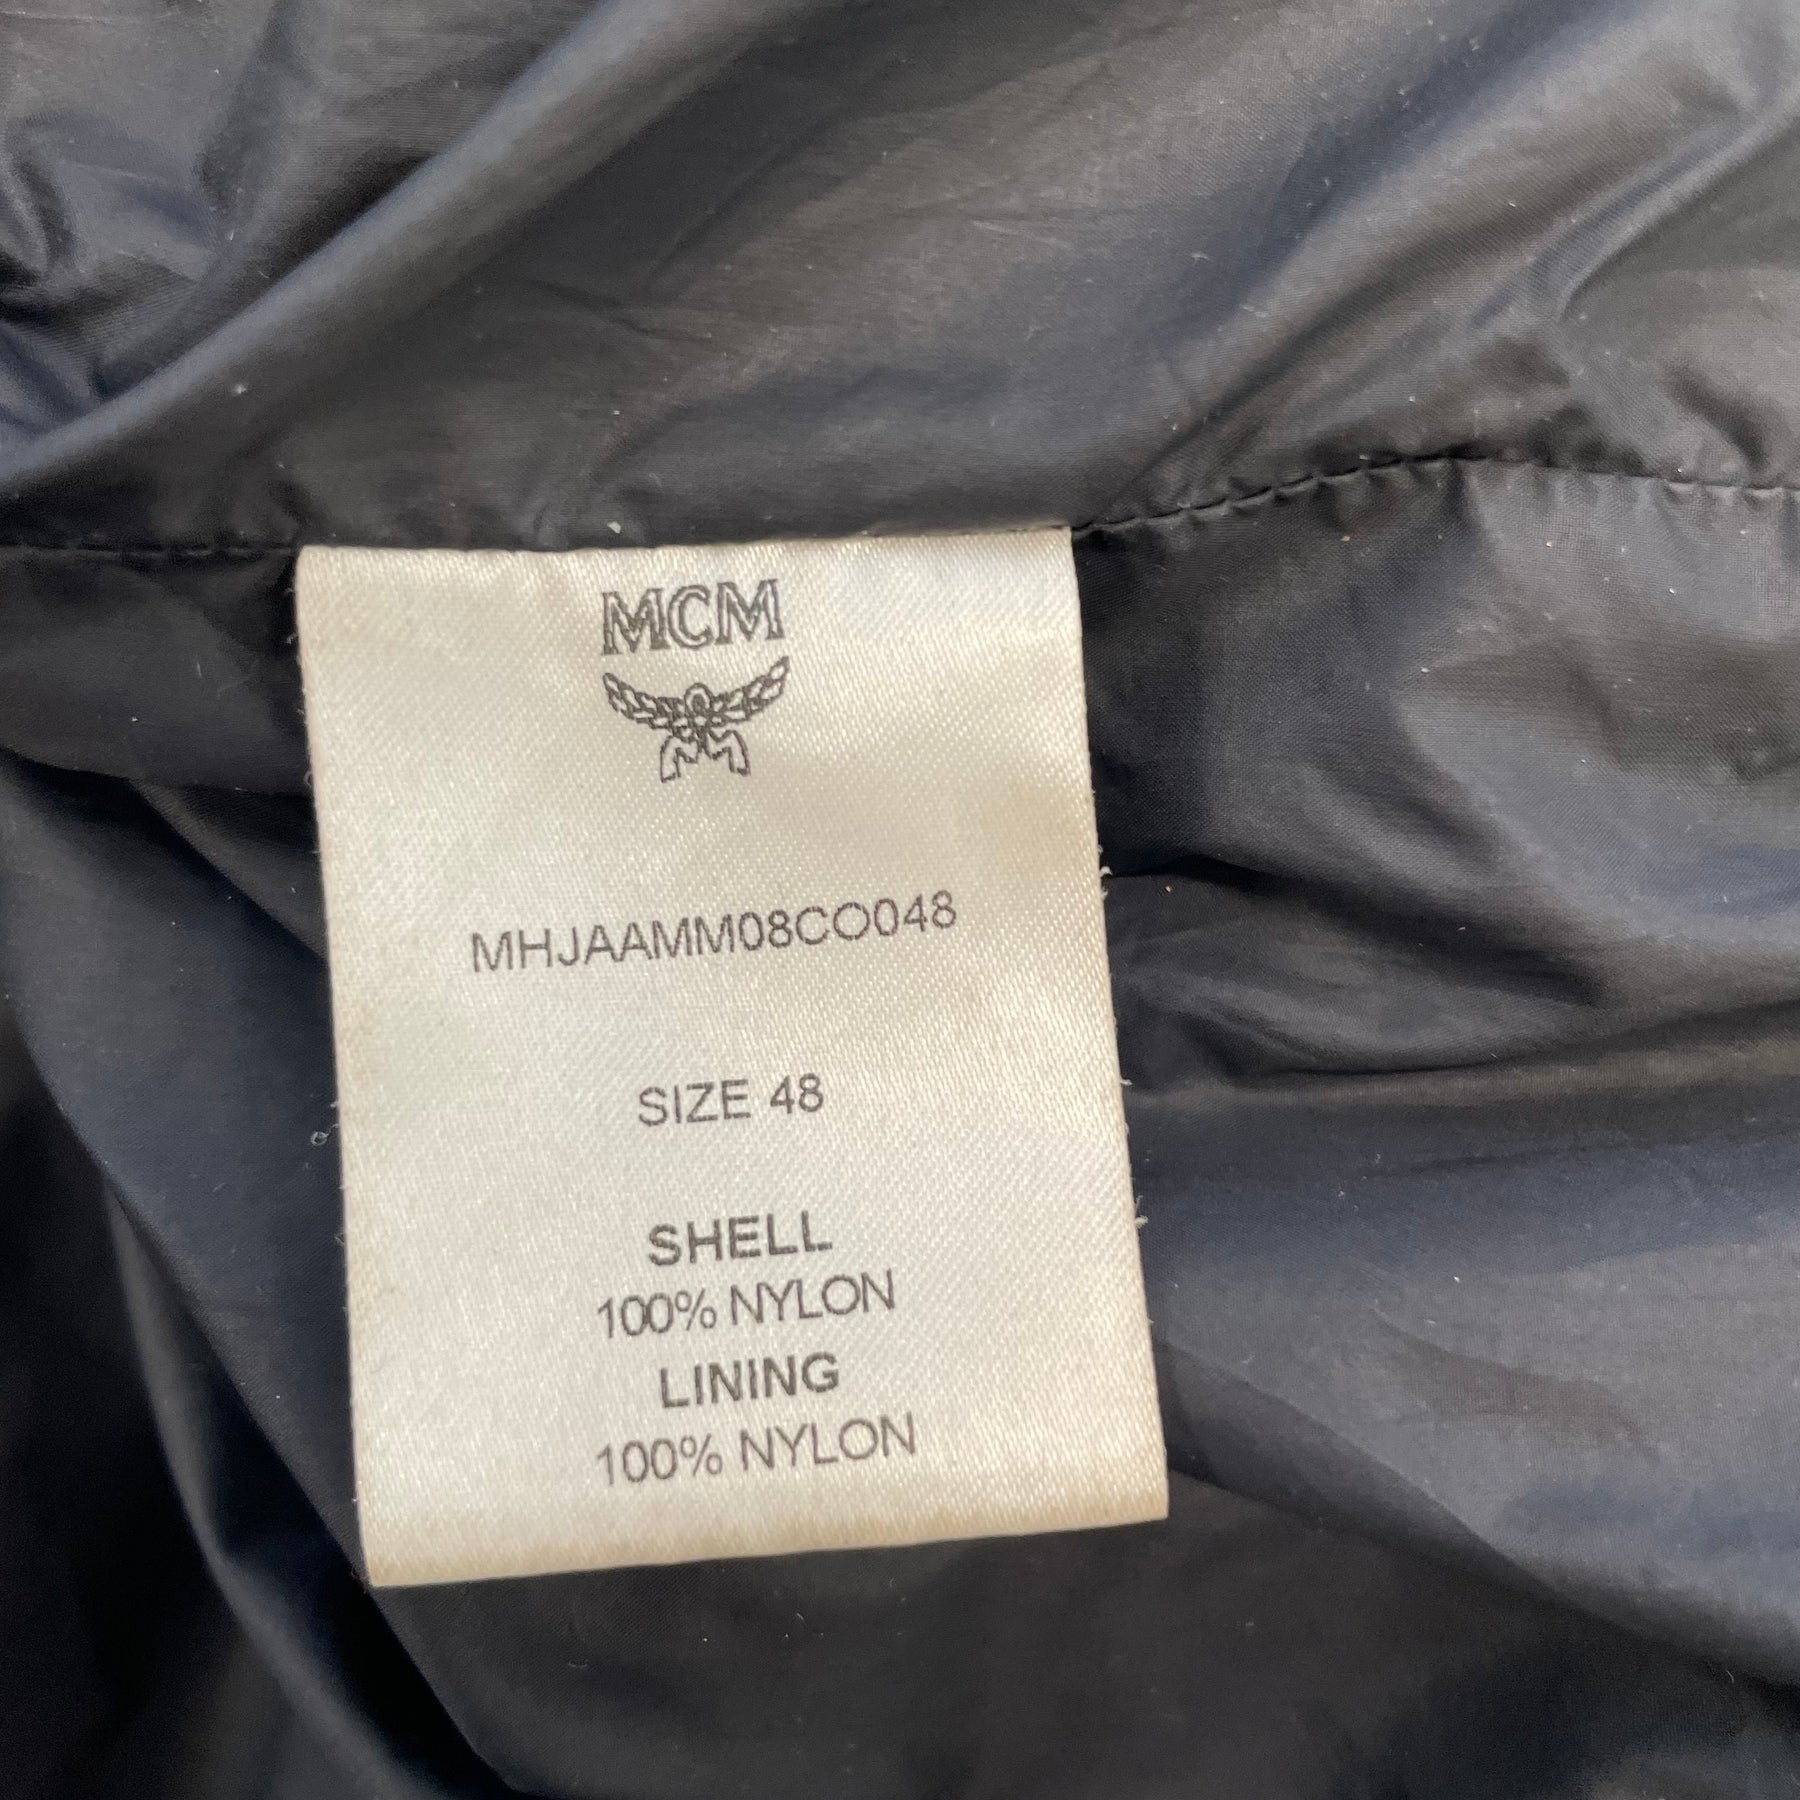 MCM
MHJAAMM08CO048
SIZE 48
SHELL
100% NYLON
LINING
100% NYLON